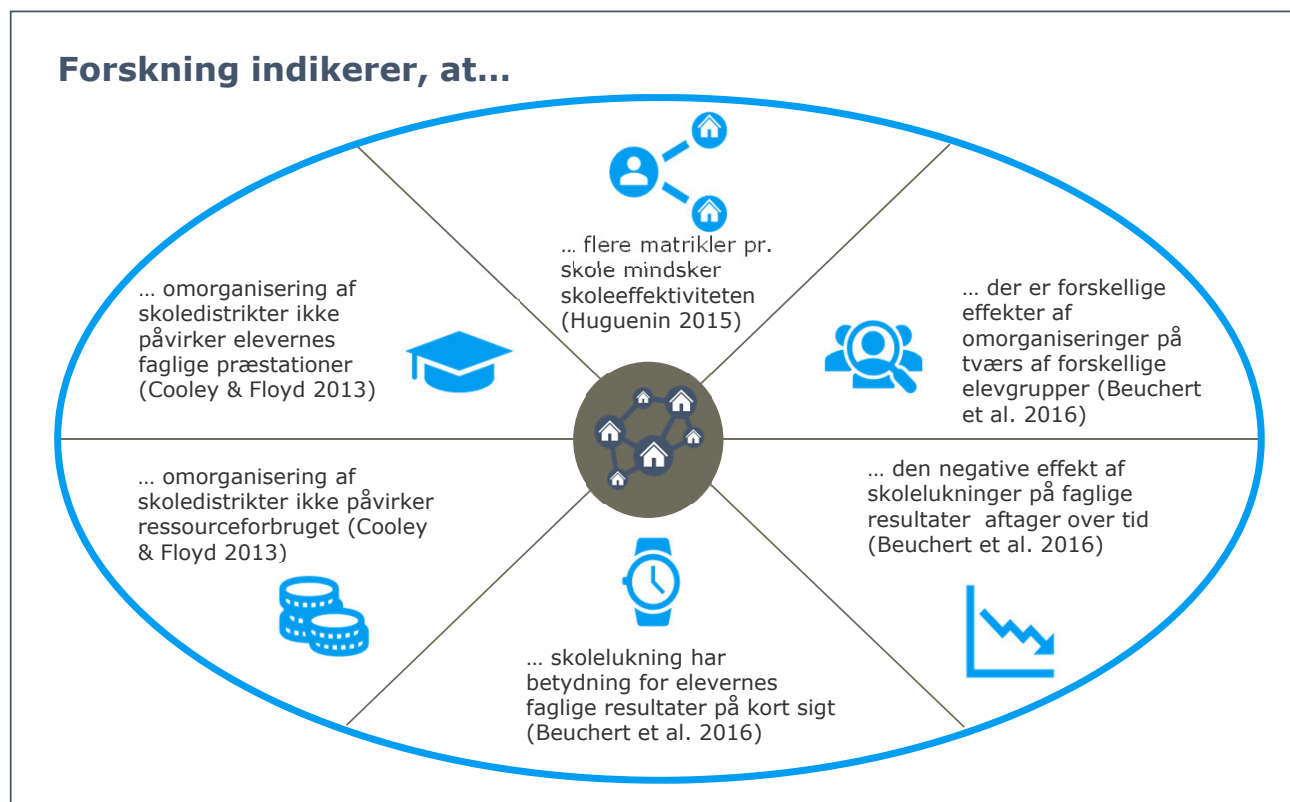 Forskning indikerer, at...
... flere matrikler pr.
skole mindsker
skoleeffektiviteten
(Huguenin 2015)
... der er forskellige
effekter af
omorganiseringer på
tværs af forskellige
elevgrupper (Beuchert
et al. 2016)
... den negative effekt af
skolelukninger på faglige
resultater  aftager over tid
(Beuchert et al. 2016)
... skolelukning har
betydning for elevernes
faglige resultater på kort sigt
(Beuchert et al. 2016)
... omorganisering af
skoledistrikter ikke påvirker
ressourceforbruget (Cooley
& Floyd 2013)
... omorganisering af
skoledistrikter ikke
påvirker elevernes
faglige præstationer
(Cooley & Floyd 2013)